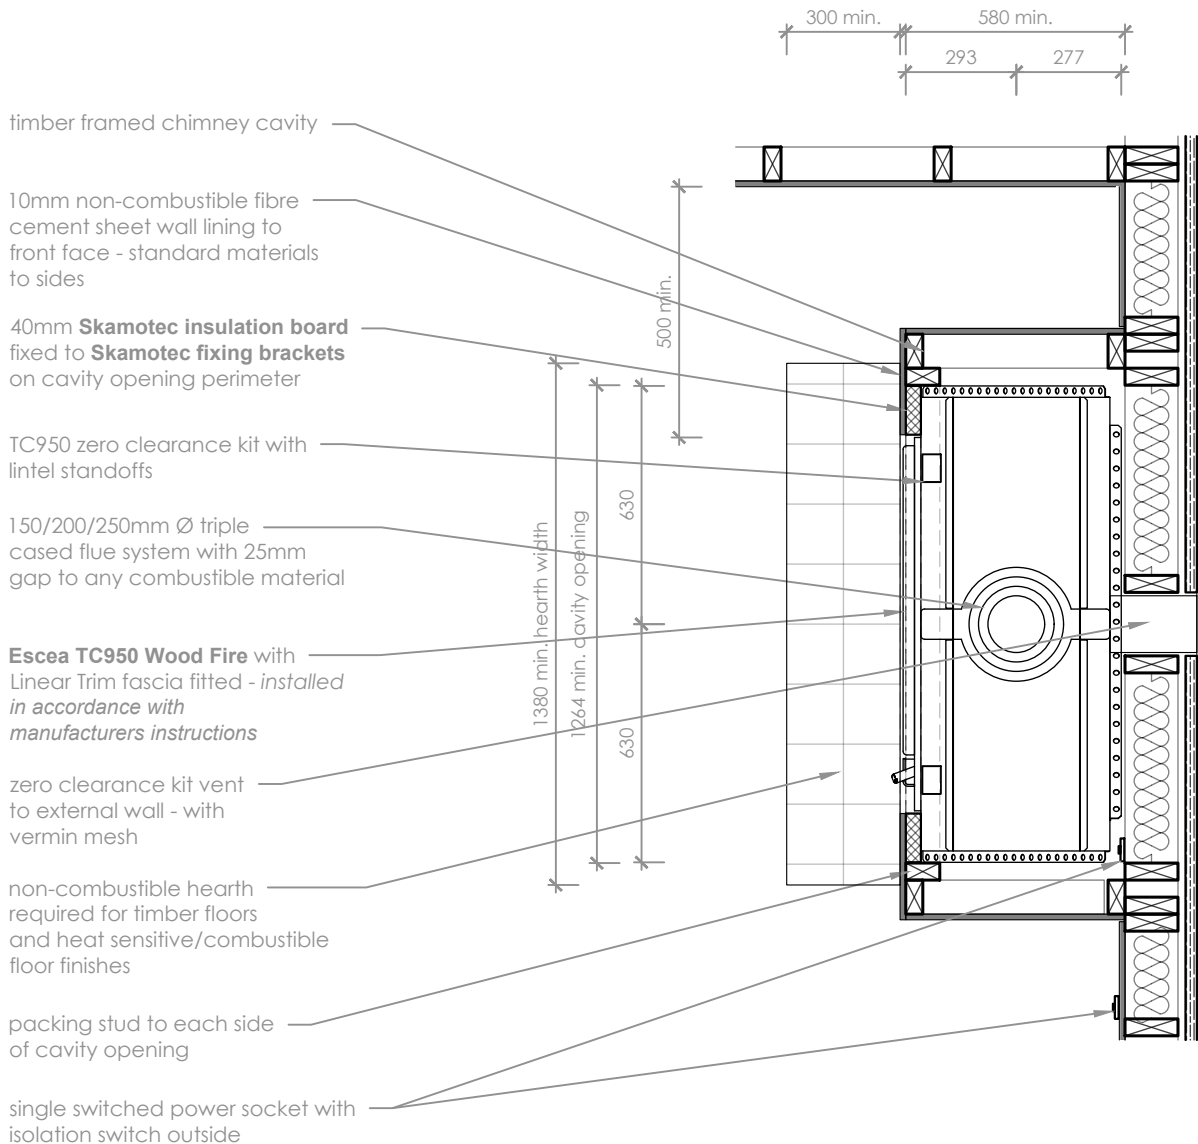 300 min.
580 min.
293
277
timber framed chimney cavity
10mm non-combustible fibre
cement sheet wall lining to
front face - standard materials
to sides
500 min.
40mm Skamotec insulation board
fixed to Skamotec fixing brackets
on cavity opening perimeter
TC950 zero clearance kit with
lintel standoffs
150/200/250mm Ø triple
cased flue system with 25mm
gap to any combustible material
1380 min. hearth width
1264 min. cavity opening
630
630
Escea TC950 Wood Fire with
Linear Trim fascia fitted - installed
in accordance with
manufacturers instructions
zero clearance kit vent
to external wall - with
vermin mesh
non-combustible hearth
required for timber floors
and heat sensitive/combustible
floor finishes
packing stud to each side
of cavity opening
single switched power socket with
isolation switch outside